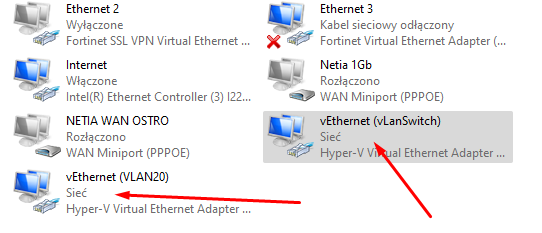 Ethernet 2
Wyłączone
Fortinet SSL VPN Virtual Ethernet ...
Ethernet 3
Kabel sieciowy odłączony
Fortinet Virtual Ethernet Adapter (...
Internet
Włączone
Intel(R) Ethernet Controller (3) I22...
Netia 1Gb
Rozłączono
WAN Miniport (PPPOE)
NETIA WAN OSTRO
Rozłączono
WAN Miniport (PPPOE)
vEthernet (vLanSwitch)
Sieć
Hyper-V Virtual Ethernet Adapter ...
vEthernet (VLAN20)
Sieć
Hyper-V Virtual Ethernet Adapter ...